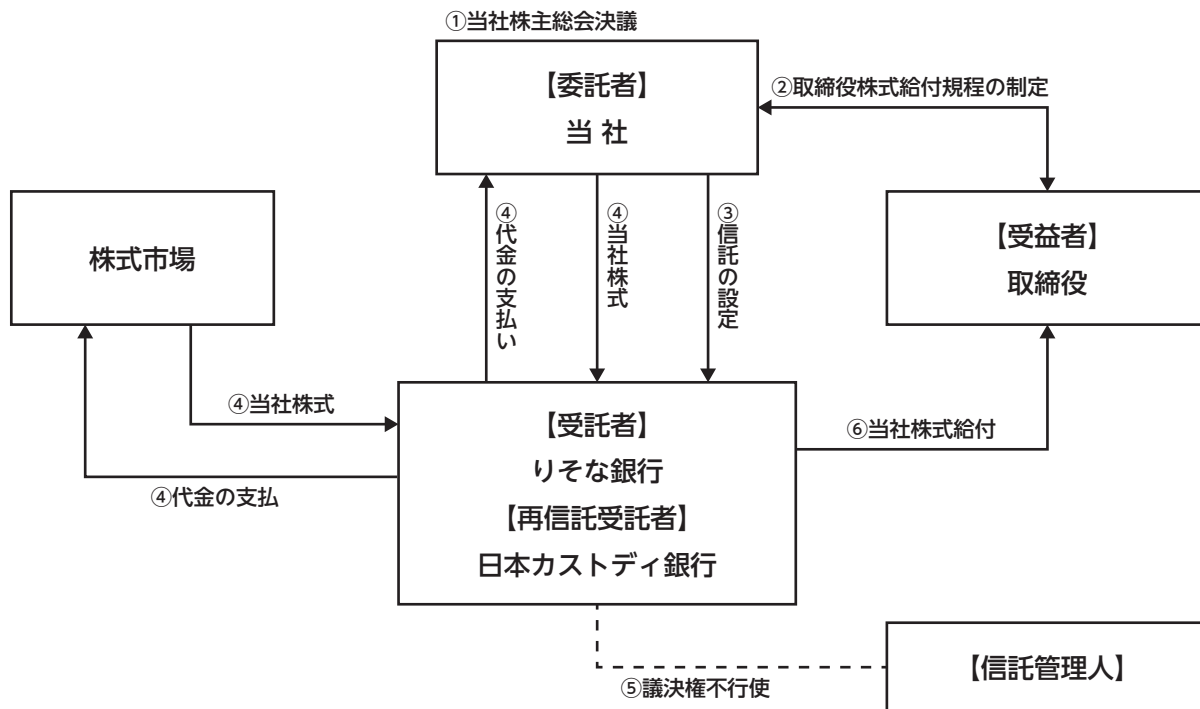 ①当社株主総会決議
【委託者】
当 社
②取締役株式給付規程の制定
④代金の支払い
④当社株式
③信託の設定
株式市場
【受益者】
取締役
④当社株式
④代金の支払
【受託者】
りそな銀行
【再信託受託者】
日本カストディ銀行
⑥当社株式給付
⑤議決権不行使
【信託管理人】